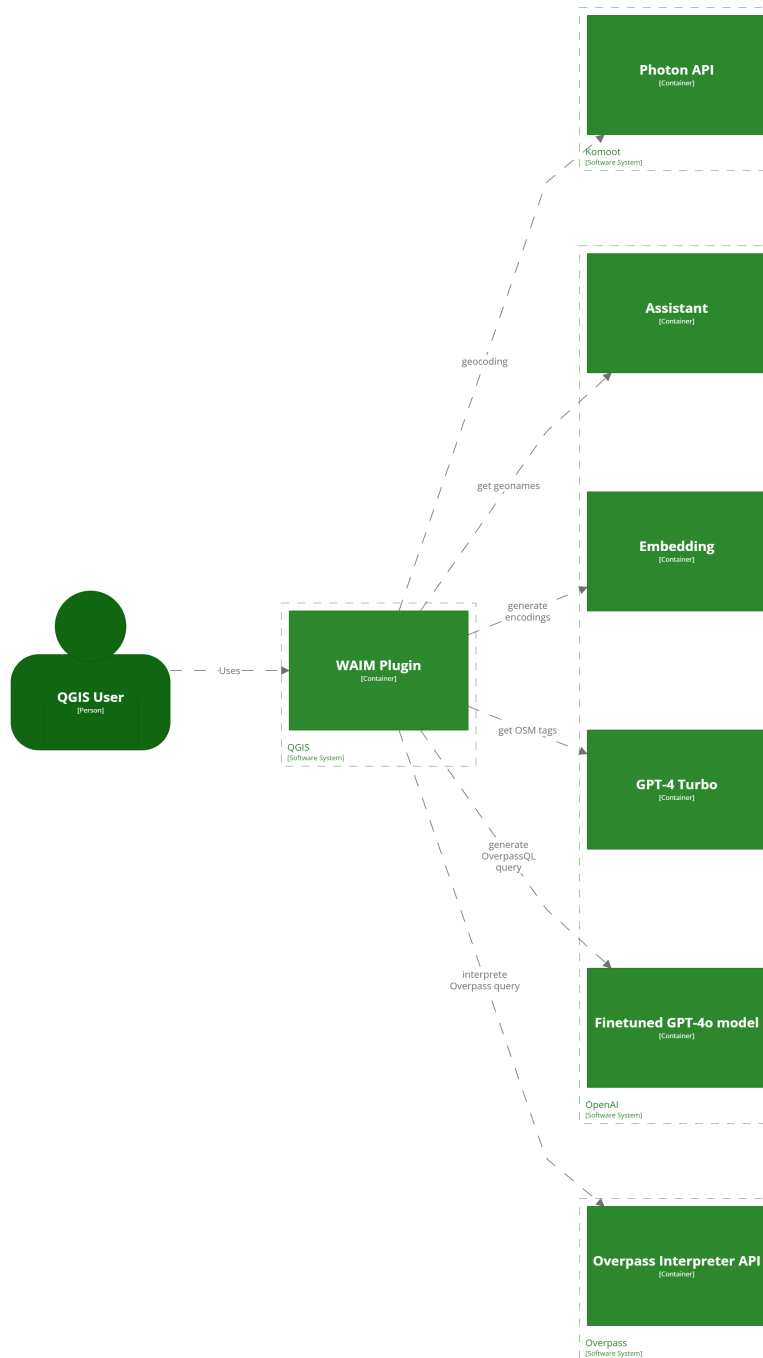 Photon API
[Container]
Komoot
[Software System]
Assistant
[Container]
geocoding
get geonames
Embedding
[Container]
generate
encodings
QGIS User
[Person]
Uses
WAIM Plugin
[Container]
QGIS
[Software System]
get OSM tags
GPT-4 Turbo
[Container]
generate
OverpassQL
query
interprete
Overpass query
Finetuned GPT-4o model
[Container]
OpenAI
[Software System]
Overpass Interpreter API
[Container]
Overpass
[Software System]